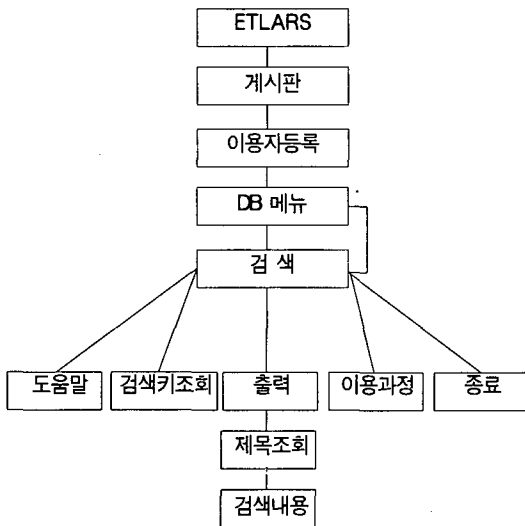 ETLARS
게시판
이용자등록
DB 메뉴
검 색
도움말 검색키조회 출력 이용과정 종료
제목조회
검색내용